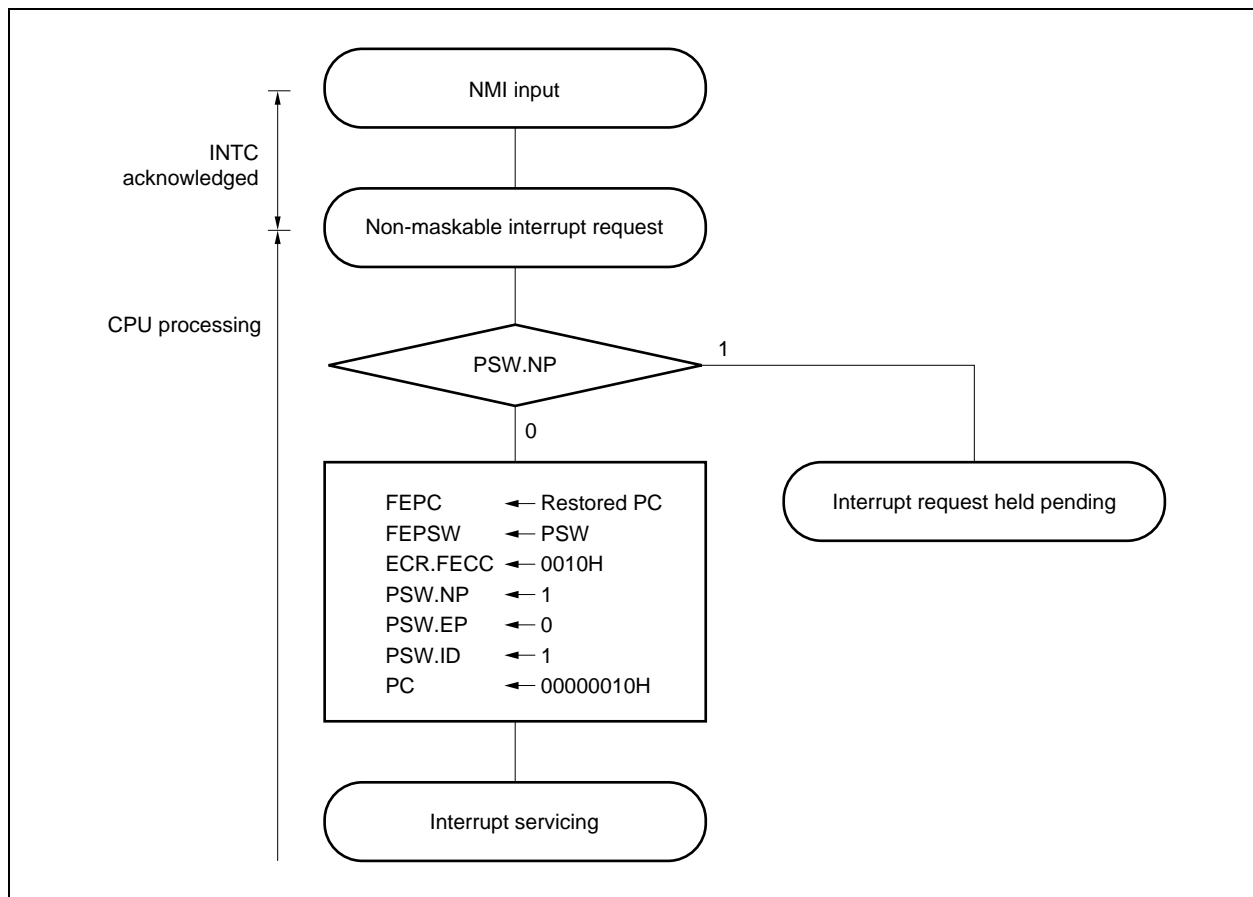 NMI input
INTC
acknowledged
Non-maskable interrupt request
CPU processing
PSW.NP
1
0
FEPC ← Restored PC
FEPSW ← PSW
ECR.FECC ← 0010H
PSW.NP ← 1
PSW.EP ← 0
PSW.ID ← 1
PC ← 00000010H
Interrupt request held pending
Interrupt servicing